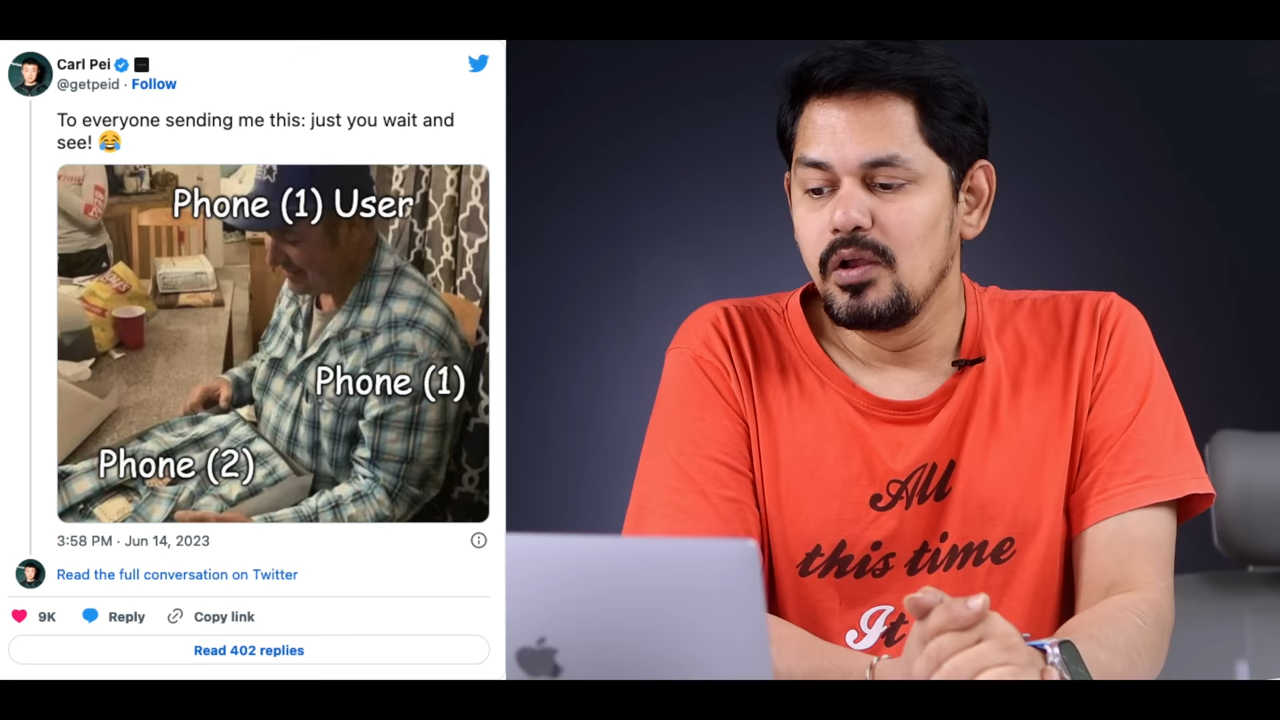 Carl Pei
@getpeid · Follow
To everyone sending me this: just you wait and
see! 😂
Phone (1) User
Phone (1)
Phone (2)
3:58 PM · Jun 14, 2023
Read the full conversation on Twitter
9K Reply Copy link
Read 402 replies
All
this time
It